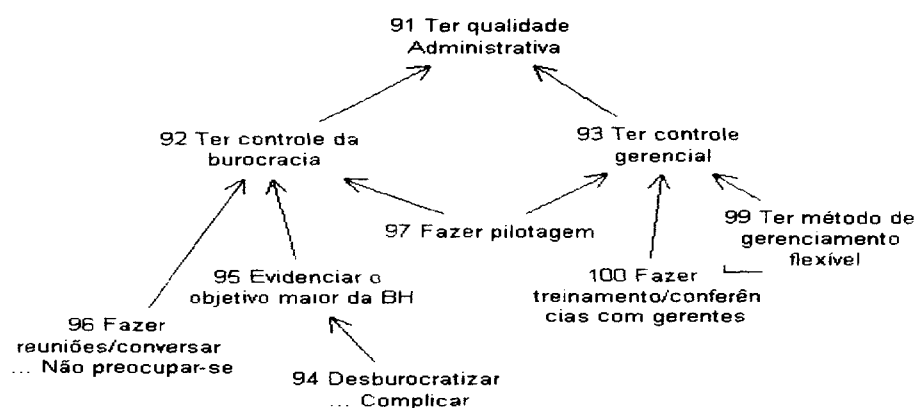 91 Ter qualidade
Administrativa
92 Ter controle da
burocracia
93 Ter controle
gerencial
97 Fazer pilotagem
99 Ter método de
gerenciamento
flexível
95 Evidenciar o
objetivo maior da BH
100 Fazer
treinamento/conferên
cias com gerentes
96 Fazer
reuniões/conversar
... Não preocupar-se
94 Desburocratizar
... Complicar